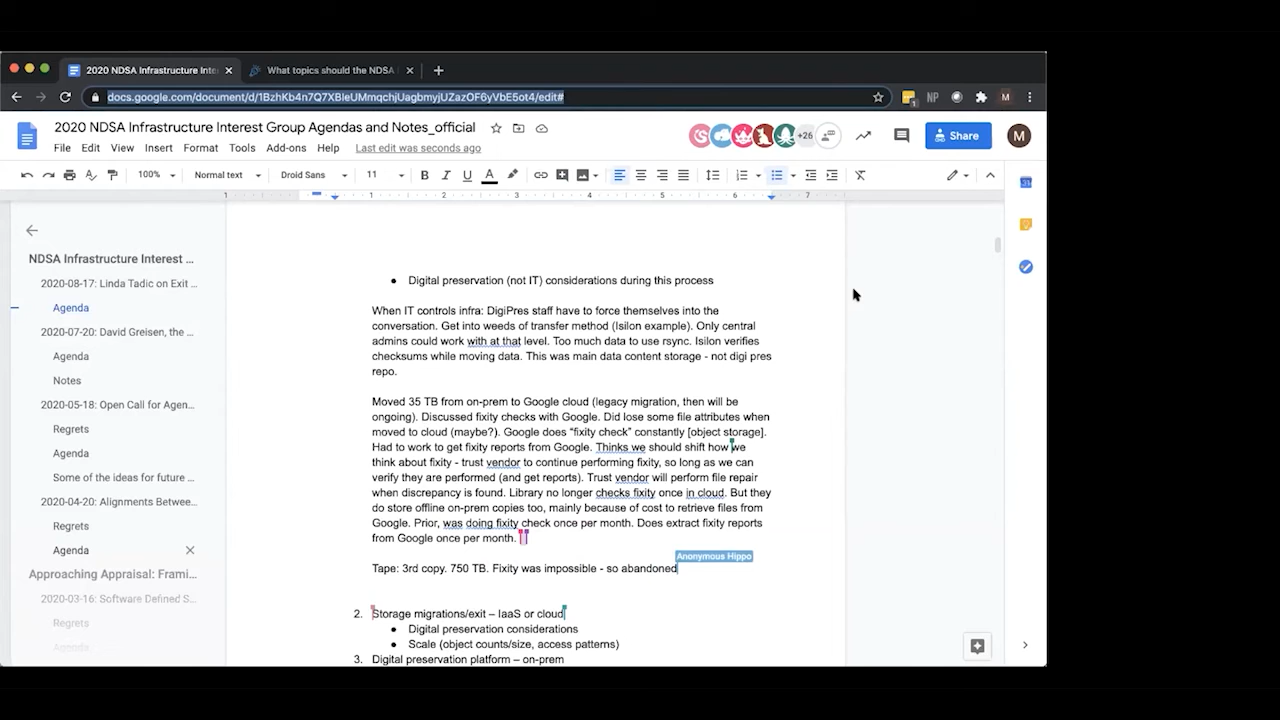 2020 NDSA Infrastructure Inte
What topics should the NDSA
docs.google.com/document/d/1BzhKb4n7Q7XBleUMmqchjUagbmyjUZazOF6yVbE5ot4/edit#
NP
M
2020 NDSA Infrastructure Interest Group Agendas and Notes_official
+26
Share
M
File Edit View Insert Format Tools Add-ons Help Last edit was seconds ago
100% Normal text Droid Sans 11 B I U A
1 1 2 3 4 5 6 7
NDSA Infrastructure Interest ...
2020-08-17: Linda Tadic on Exit ...
Agenda
2020-07-20: David Greisen, the ...
Agenda
Notes
2020-05-18: Open Call for Agen...
Regrets
Agenda
Some of the ideas for future ...
2020-04-20: Alignments Betwee...
Regrets
Agenda
Approaching Appraisal: Frami...
2020-03-16: Software Defined S...
Regrets
Agenda
● Digital preservation (not IT) considerations during this process
When IT controls infra: DigiPres staff have to force themselves into the
conversation. Get into weeds of transfer method (Isilon example). Only central
admins could work with at that level. Too much data to use rsync. Isilon verifies
checksums while moving data. This was main data content storage - not digi pres
repo.
Moved 35 TB from on-prem to Google cloud (legacy migration, then will be
ongoing). Discussed fixity checks with Google. Did lose some file attributes when
moved to cloud (maybe?). Google does “fixity check” constantly [object storage].
Had to work to get fixity reports from Google. Thinks we should shift how we
think about fixity - trust vendor to continue performing fixity, so long as we can
verify they are performed (and get reports). Trust vendor will perform file repair
when discrepancy is found. Library no longer checks fixity once in cloud. But they
do store offline on-prem copies too, mainly because of cost to retrieve files from
Google. Prior, was doing fixity check once per month. Does extract fixity reports
from Google once per month.
Anonymous Hippo
Tape: 3rd copy. 750 TB. Fixity was impossible - so abandoned
2. Storage migrations/exit – IaaS or cloud
● Digital preservation considerations
● Scale (object counts/size, access patterns)
3. Digital preservation platform – on-prem